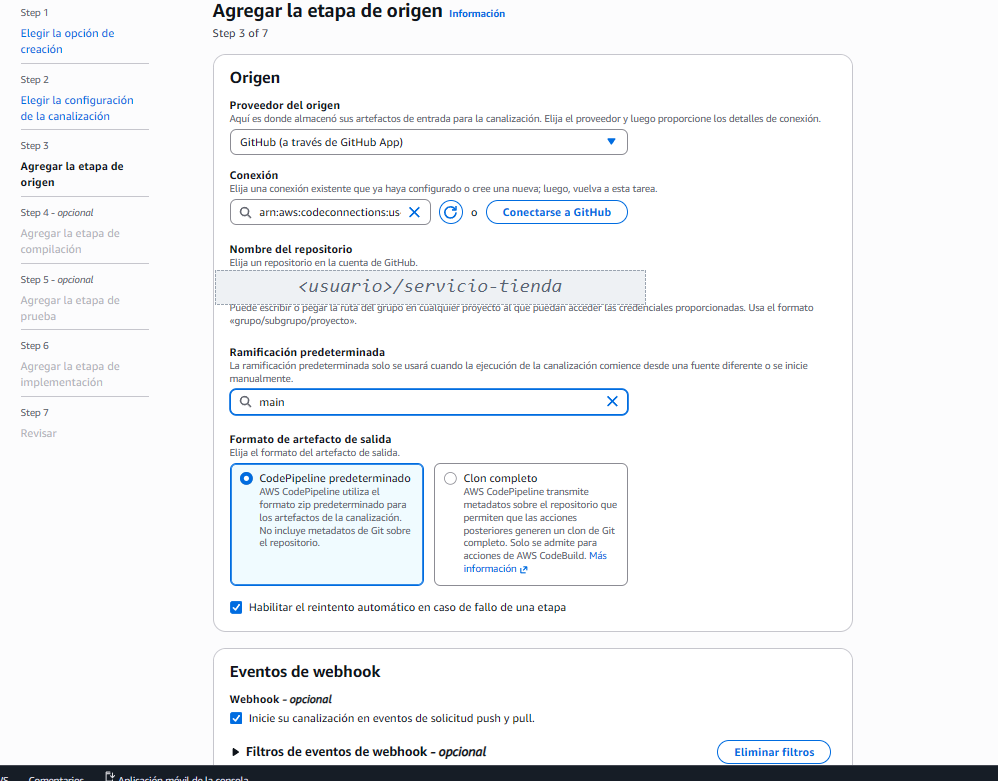 Step 1
Elegir la opción de
creación
Step 2
Elegir la configuración
de la canalización
Step 3
Agregar la etapa de
origen
Step 4 - opcional
Agregar la etapa de
compilación
Step 5 - opcional
Agregar la etapa de
prueba
Step 6
Agregar la etapa de
implementación
Step 7
Revisar
Agregar la etapa de origen Información
Step 3 of 7
Origen
Proveedor del origen
Aquí es donde almacenó sus artefactos de entrada para la canalización. Elija el proveedor y luego proporcione los detalles de conexión.
GitHub (a través de GitHub App)
Conexión
Elija una conexión existente que ya haya configurado o cree una nueva; luego, vuelva a esta tarea.
arn:aws:codeconnections:us- o Conectarse a GitHub
Nombre del repositorio
Elija un repositorio en la cuenta de GitHub.
<usuario>/servicio-tienda
Puede escribir o pegar la ruta del grupo en cualquier proyecto al que puedan acceder las credenciales proporcionadas. Usa el formato
«grupo/subgrupo/proyecto».
Ramificación predeterminada
La ramificación predeterminada solo se usará cuando la ejecución de la canalización comience desde una fuente diferente o se inicie
manualmente.
main
Formato de artefacto de salida
Elija el formato del artefacto de salida.
CodePipeline predeterminado
AWS CodePipeline utiliza el
formato zip predeterminado para
los artefactos de la canalización.
No incluye metadatos de Git sobre
el repositorio.
Clon completo
AWS CodePipeline transmite
metadatos sobre el repositorio que
permiten que las acciones
posteriores generen un clon de Git
completo. Solo se admite para
acciones de AWS CodeBuild. Más
información
Habilitar el reintento automático en caso de fallo de una etapa
Eventos de webhook
Webhook - opcional
Inicie su canalización en eventos de solicitud push y pull.
Filtros de eventos de webhook - opcional Eliminar filtros
Comentarios Aplicación móvil de la consola